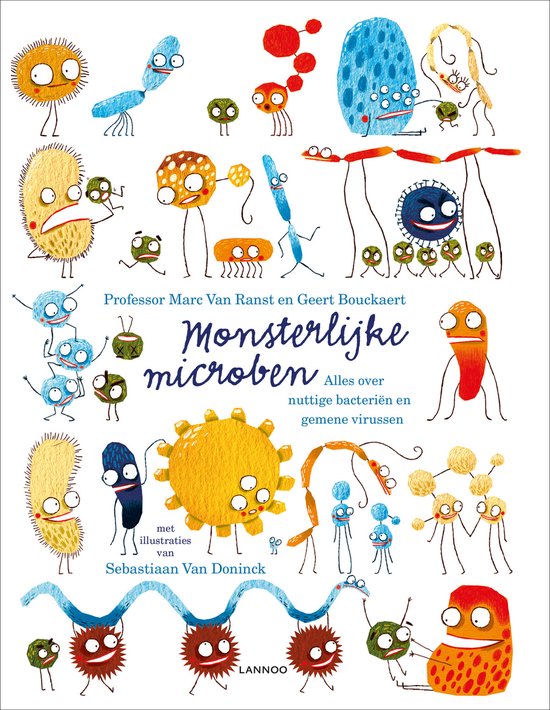 Professor Marc Van Ranst en Geert Bouckaert
Monsterlijke
microben
Alles over
nuttige bacteriën en
gemene virussen
met
illustraties
van
Sebastiaan Van Doninck
LANNOO